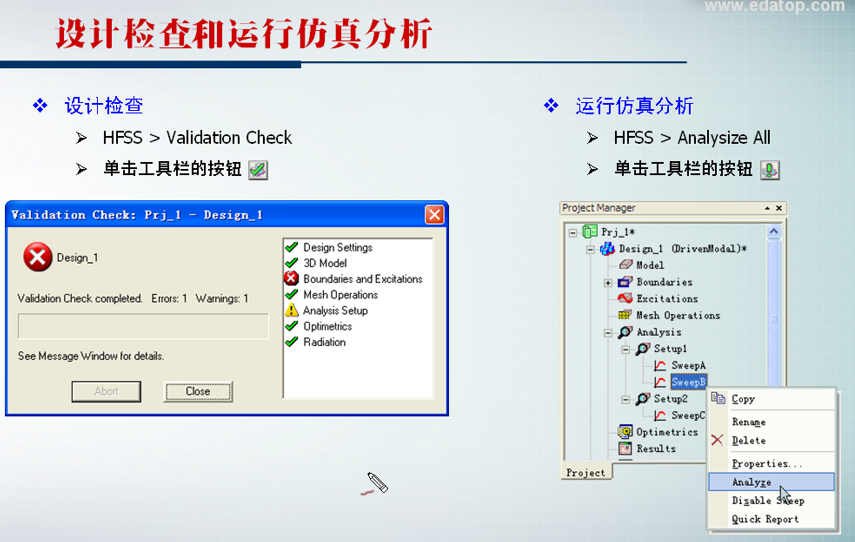 www.edatop.com
设计检查和运行仿真分析
设计检查
HFSS > Validation Check
单击工具栏的按钮
Validation Check: Prj_1 - Design_1
Design_1
Validation Check completed. Errors: 1 Warnings: 1
See Message Window for details.
Abort
Close
Design Settings
3D Model
Boundaries and Excitations
Mesh Operations
Analysis Setup
Optimetrics
Radiation
运行仿真分析
HFSS > Analysize All
单击工具栏的按钮
Project Manager
Prj_1*
Design_1 (DrivenModal)*
Model
Boundaries
Excitations
Mesh Operations
Analysis
Setup1
SweepA
SweepB
Setup2
SweepC
Optimetrics
Results
Project
Copy
Rename
Delete
Properties...
Analyze
Disable Sweep
Quick Report